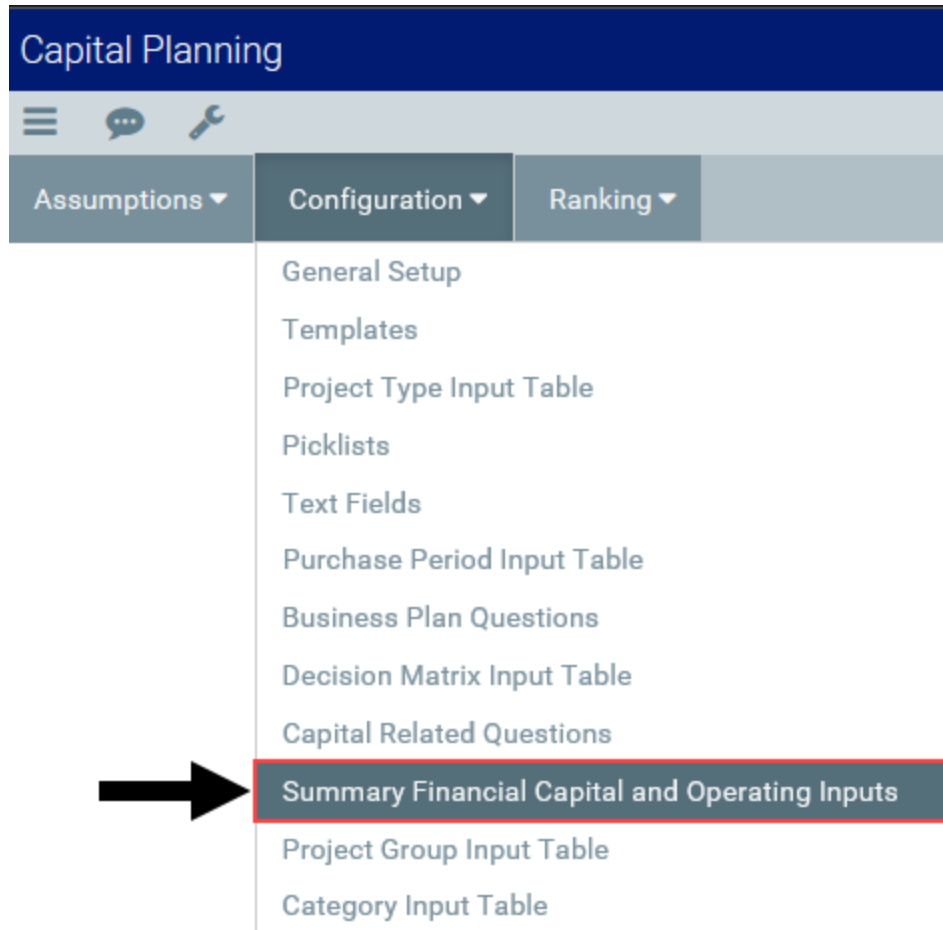 Capital Planning
Assumptions Configuration Ranking
General Setup
Templates
Project Type Input Table
Picklists
Text Fields
Purchase Period Input Table
Business Plan Questions
Decision Matrix Input Table
Capital Related Questions
Summary Financial Capital and Operating Inputs
Project Group Input Table
Category Input Table